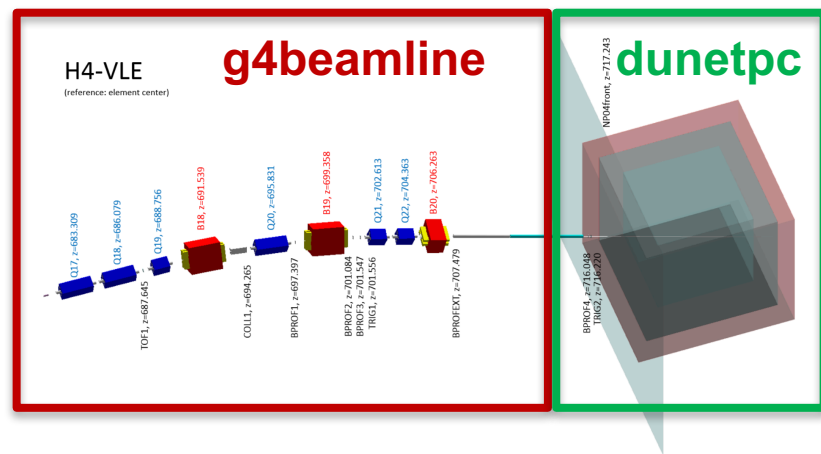 g4beamline
dunetpc
H4-VLE
(reference: element center)
NP04front, z=717.243
Q17, z=683.309
Q18, z=686.079
Q19, z=688.756
B18, z=691.539
Q20, z=695.831
B19, z=699.358
Q21, z=702.613
Q22, z=704.363
B20, z=706.263
TOF1, z=687.645
COLL1, z=694.265
BPROF1, z=697.397
BPROF2, z=701.084
BPROF3, z=701.547
TRIG1, z=701.556
BPROFEXT, z=707.479
BPROF4, z=716.048
TRIG2, z=716.220